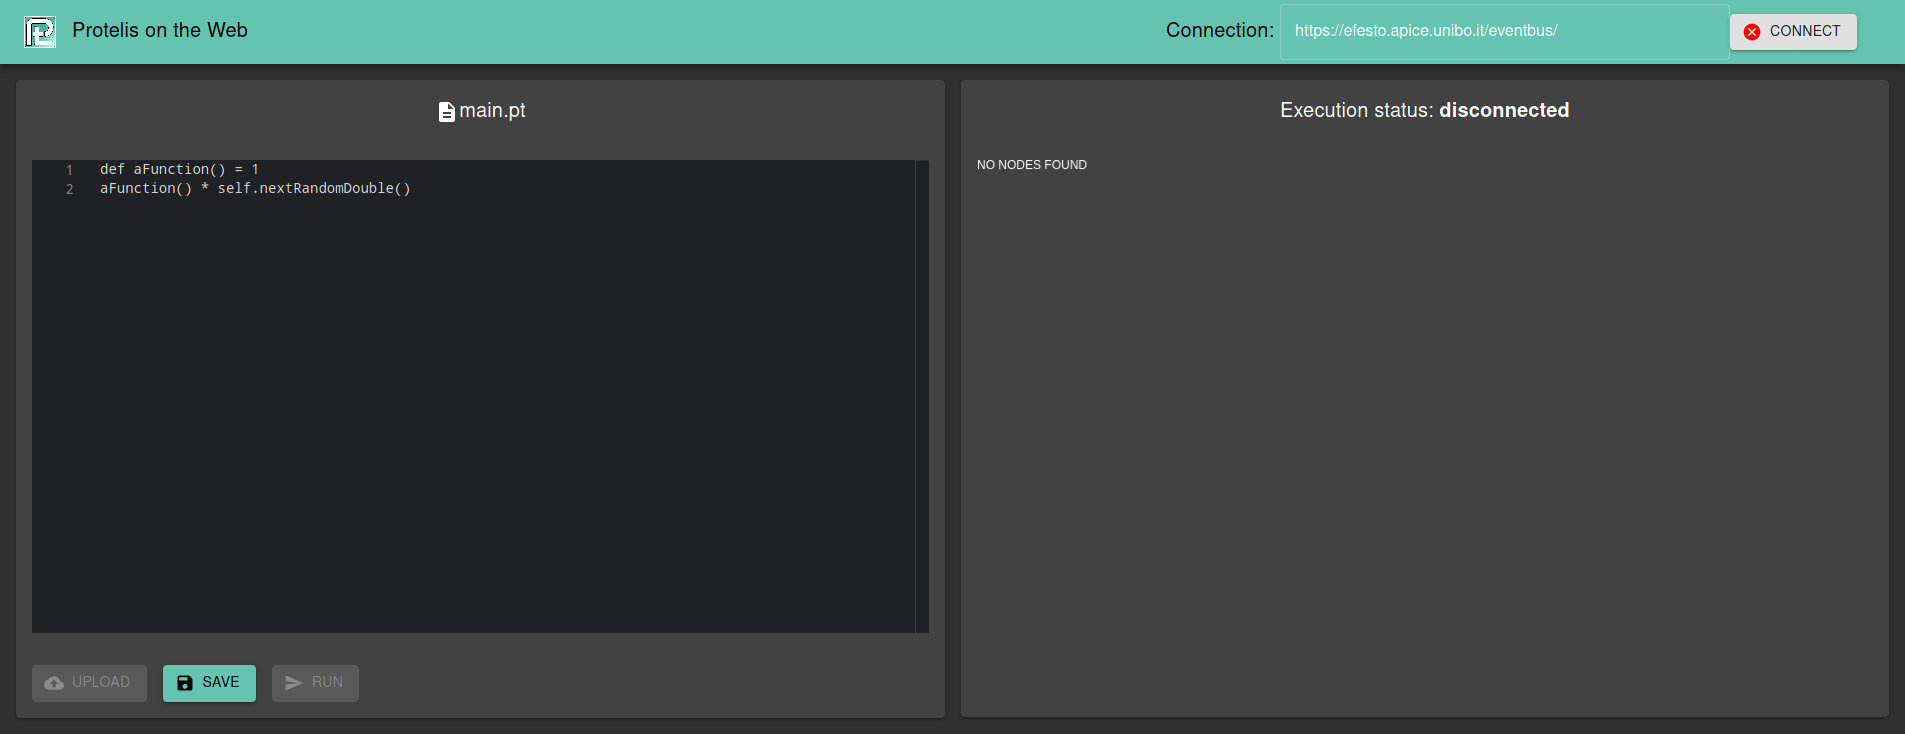 Protelis on the Web
Connection: https://efesto.apice.unibo.it/eventbus/ CONNECT
main.pt
1 def aFunction() = 1
2 aFunction() * self.nextRandomDouble()
UPLOAD SAVE RUN
Execution status: disconnected
NO NODES FOUND